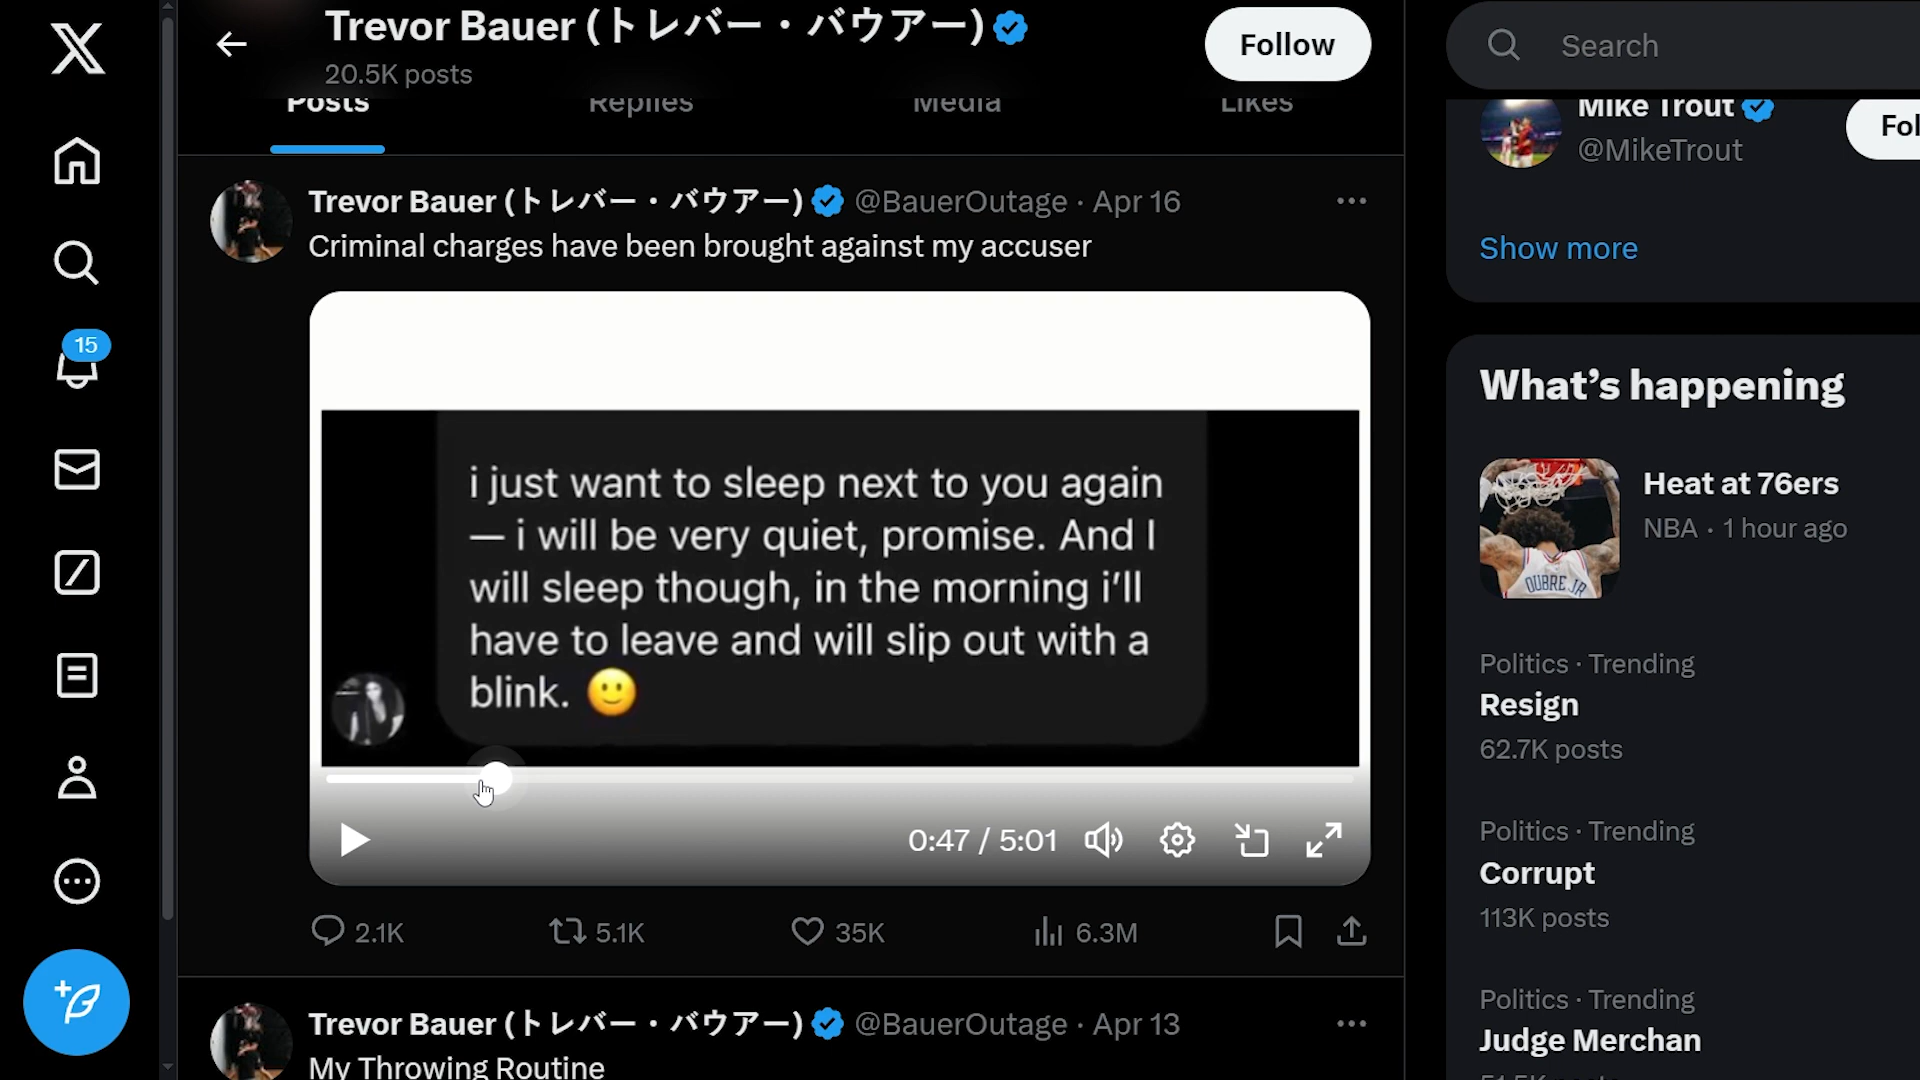 Trevor Bauer (トレバー・バウアー)
20.5K posts
Follow
Posts
Replies
Media
Likes
Trevor Bauer (トレバー・バウアー) @BauerOutage · Apr 16
Criminal charges have been brought against my accuser
i just want to sleep next to you again
— i will be very quiet, promise. And I
will sleep though, in the morning i'll
have to leave and will slip out with a
blink. 🙂
0:47 / 5:01
2.1K
5.1K
35K
6.3M
Trevor Bauer (トレバー・バウアー) @BauerOutage · Apr 13
My Throwing Routine
15
Search
Mike Trout
@MikeTrout
Fol
Show more
What's happening
Heat at 76ers
NBA · 1 hour ago
OUBRE JR
Politics · Trending
Resign
62.7K posts
Politics · Trending
Corrupt
113K posts
Politics · Trending
Judge Merchan